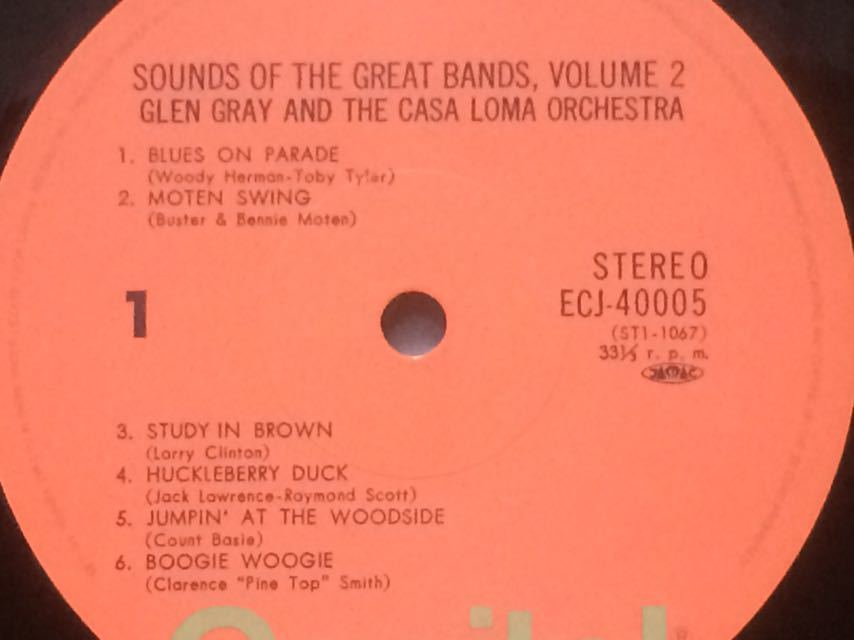 SOUNDS OF THE GREAT BANDS, VOLUME 2
GLEN GRAY AND THE CASA LOMA ORCHESTRA
1. BLUES ON PARADE
(Woody Herman-Toby Tyler)
2. MOTEN SWING
(Buster & Bennie Moten)
1
STEREO
ECJ-40005
(ST1-1067)
33⅓ r. p. m.
3. STUDY IN BROWN
(Larry Clinton)
4. HUCKLEBERRY DUCK
(Jack Lawrence-Raymond Scott)
5. JUMPIN' AT THE WOODSIDE
(Count Basie)
6. BOOGIE WOOGIE
(Clarence "Pine Top" Smith)